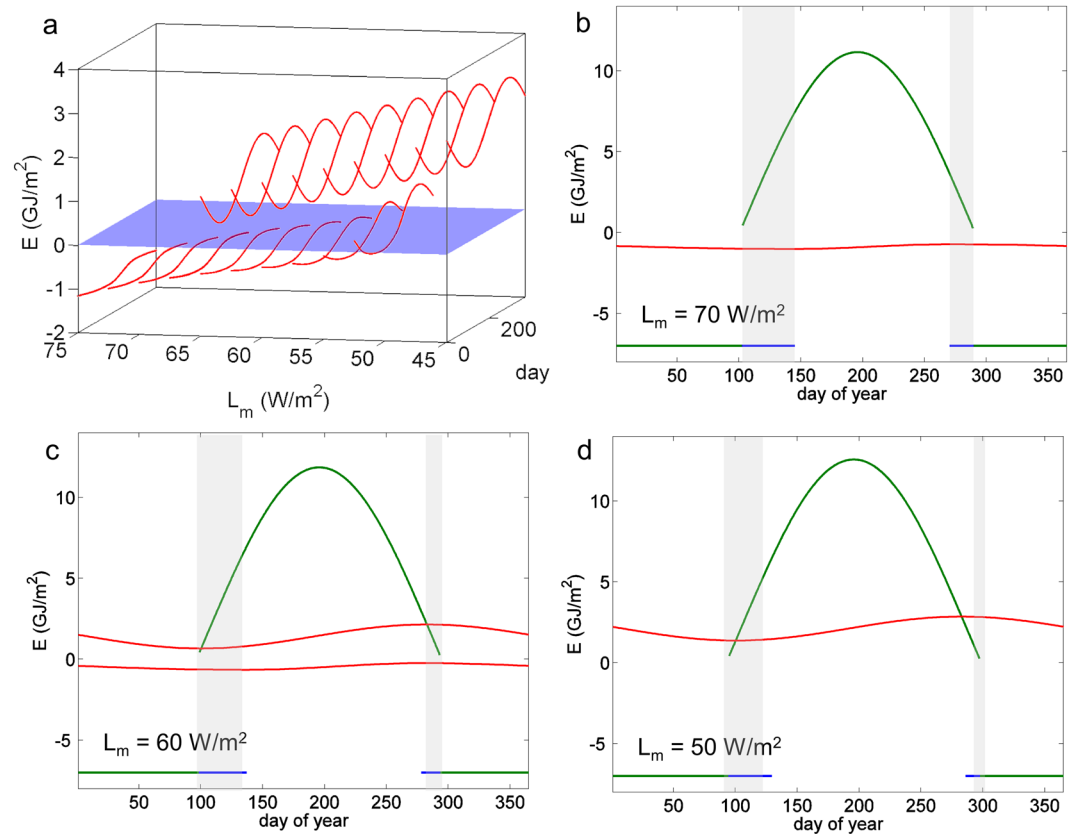 a
E (GJ/m²)
4
3
2
1
0
-1
-2
75
70
65
60
55
50
45
0
200
day
Lₘ (W/m²)
b
E (GJ/m²)
10
5
0
-5
Lₘ = 70 W/m²
50 100 150 200 250 300 350
day of year
c
E (GJ/m²)
10
5
0
-5
Lₘ = 60 W/m²
50 100 150 200 250 300 350
day of year
d
E (GJ/m²)
10
5
0
-5
Lₘ = 50 W/m²
50 100 150 200 250 300 350
day of year